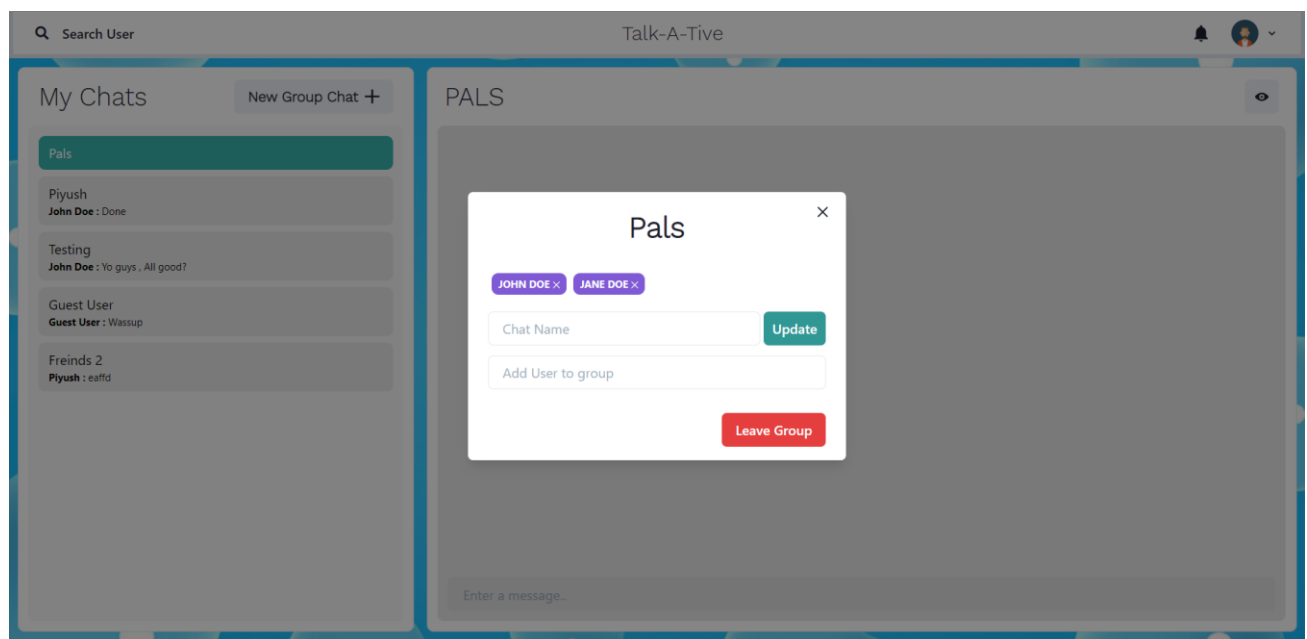 Search User
Talk-A-Tive
My Chats
New Group Chat +
Pals
Piyush
John Doe : Done
Testing
John Doe : Yo guys , All good?
Guest User
Guest User : Wassup
Freinds 2
Piyush : eaffd
PALS
Pals
JOHN DOE × JANE DOE ×
Chat Name
Update
Add User to group
Leave Group
Enter a message..